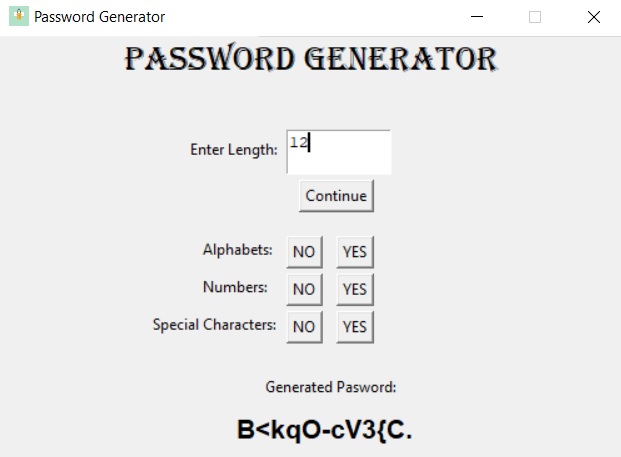 Password Generator
PASSWORD GENERATOR
Enter Length: 12
Continue
Alphabets: NO YES
Numbers: NO YES
Special Characters: NO YES
Generated Pasword:
B<kqO-cV3{C.